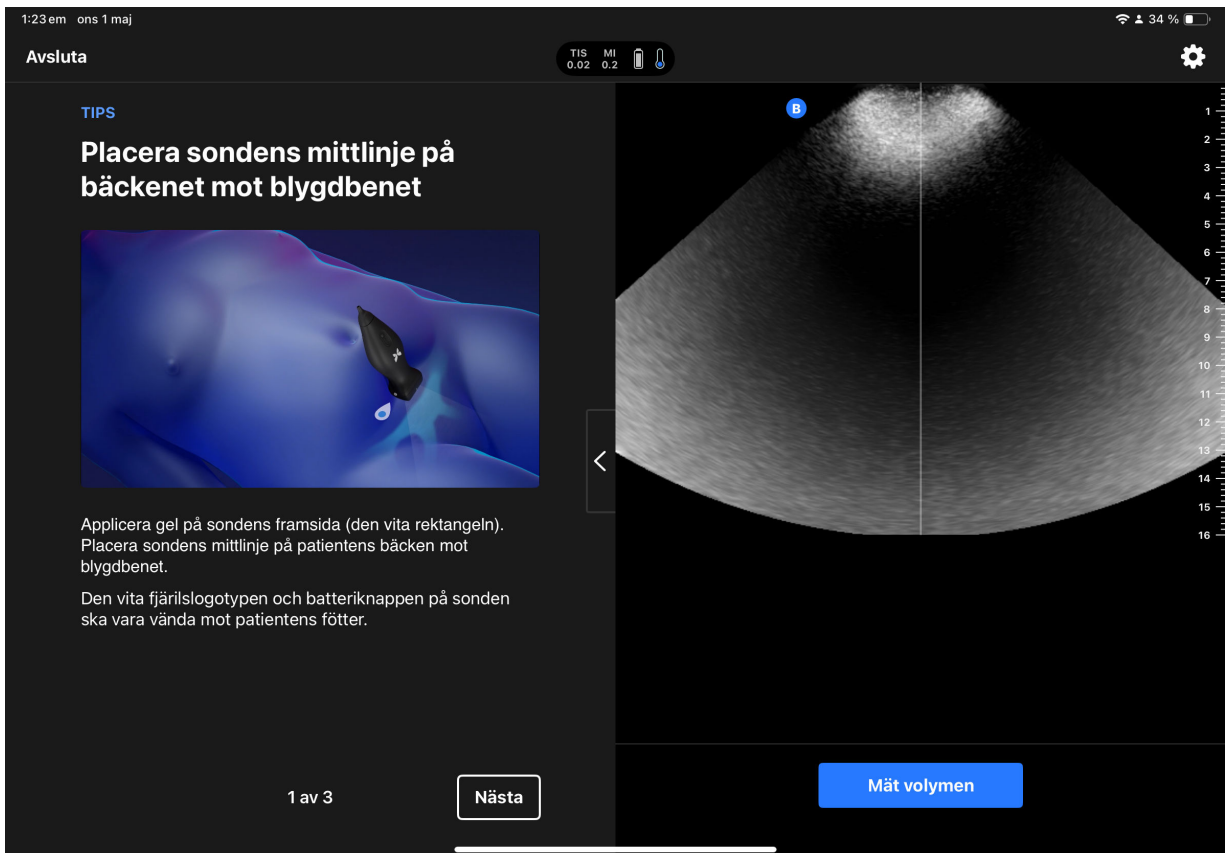 1:23 em ons 1 maj
34 %
Avsluta
TIS MI
0.02 0.2
TIPS
Placera sondens mittlinje på
bäckenet mot blygdbenet
Applicera gel på sondens framsida (den vita rektangeln).
Placera sondens mittlinje på patientens bäcken mot
blygdbenet.
Den vita fjärilslogotypen och batteriknappen på sonden
ska vara vända mot patientens fötter.
1 av 3
Nästa
B
1
2
3
4
5
6
7
8
9
10
11
12
13
14
15
16
Mät volymen